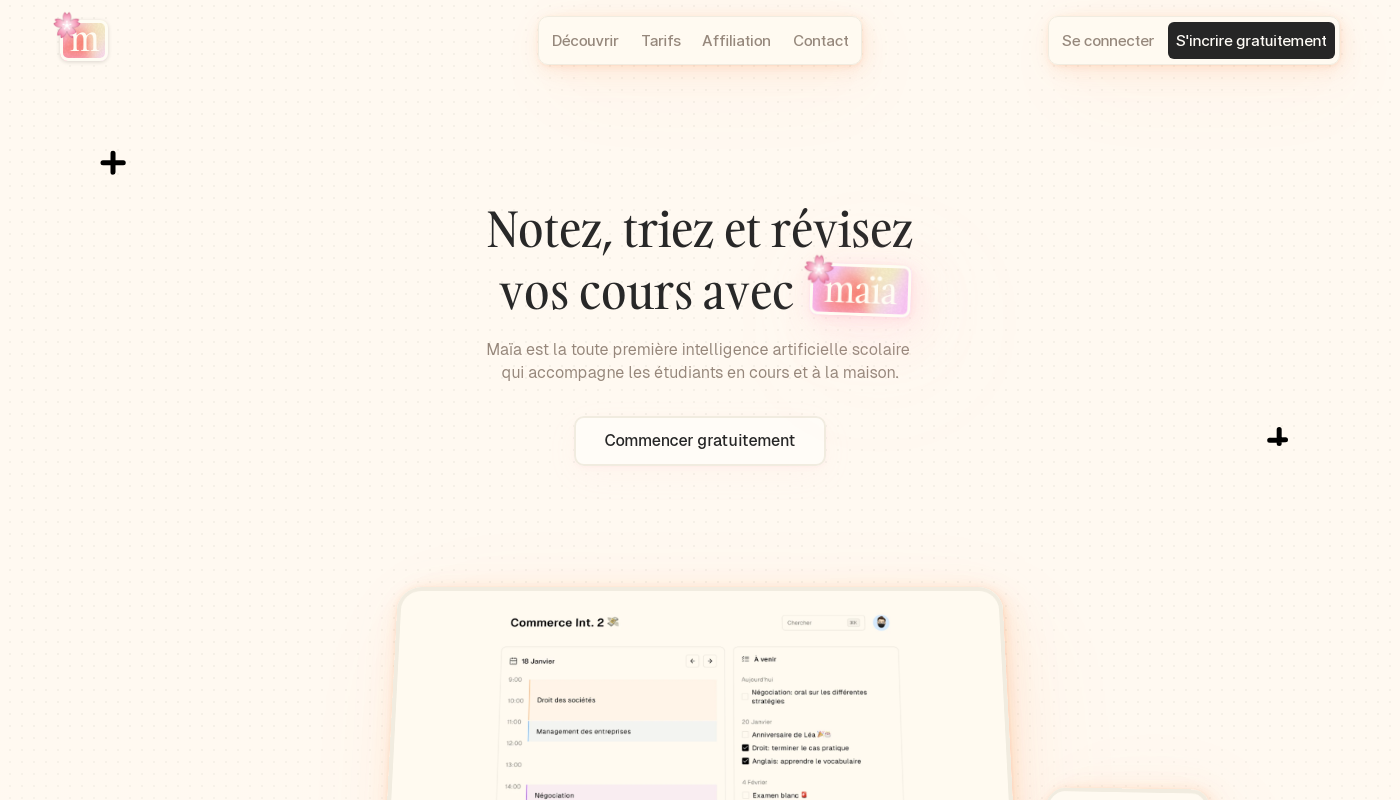 m
Découvrir
Tarifs
Affiliation
Contact
Se connecter
S'incrire gratuitement
Notez, triez et révisez
vos cours avec maïa
Maïa est la toute première intelligence artificielle scolaire
qui accompagne les étudiants en cours et à la maison.
Commencer gratuitement
Commerce Int. 2
Chercher
⌘K
18 Janvier
9:00
10:00
Droit des sociétés
11:00
Management des entreprises
12:00
13:00
14:00
Négociation
À venir
Aujourd'hui
Négociation: oral sur les différentes
stratégies
20 Janvier
Anniversaire de Léa
Droit: terminer le cas pratique
Anglais: apprendre le vocabulaire
4 Février
Examen blanc